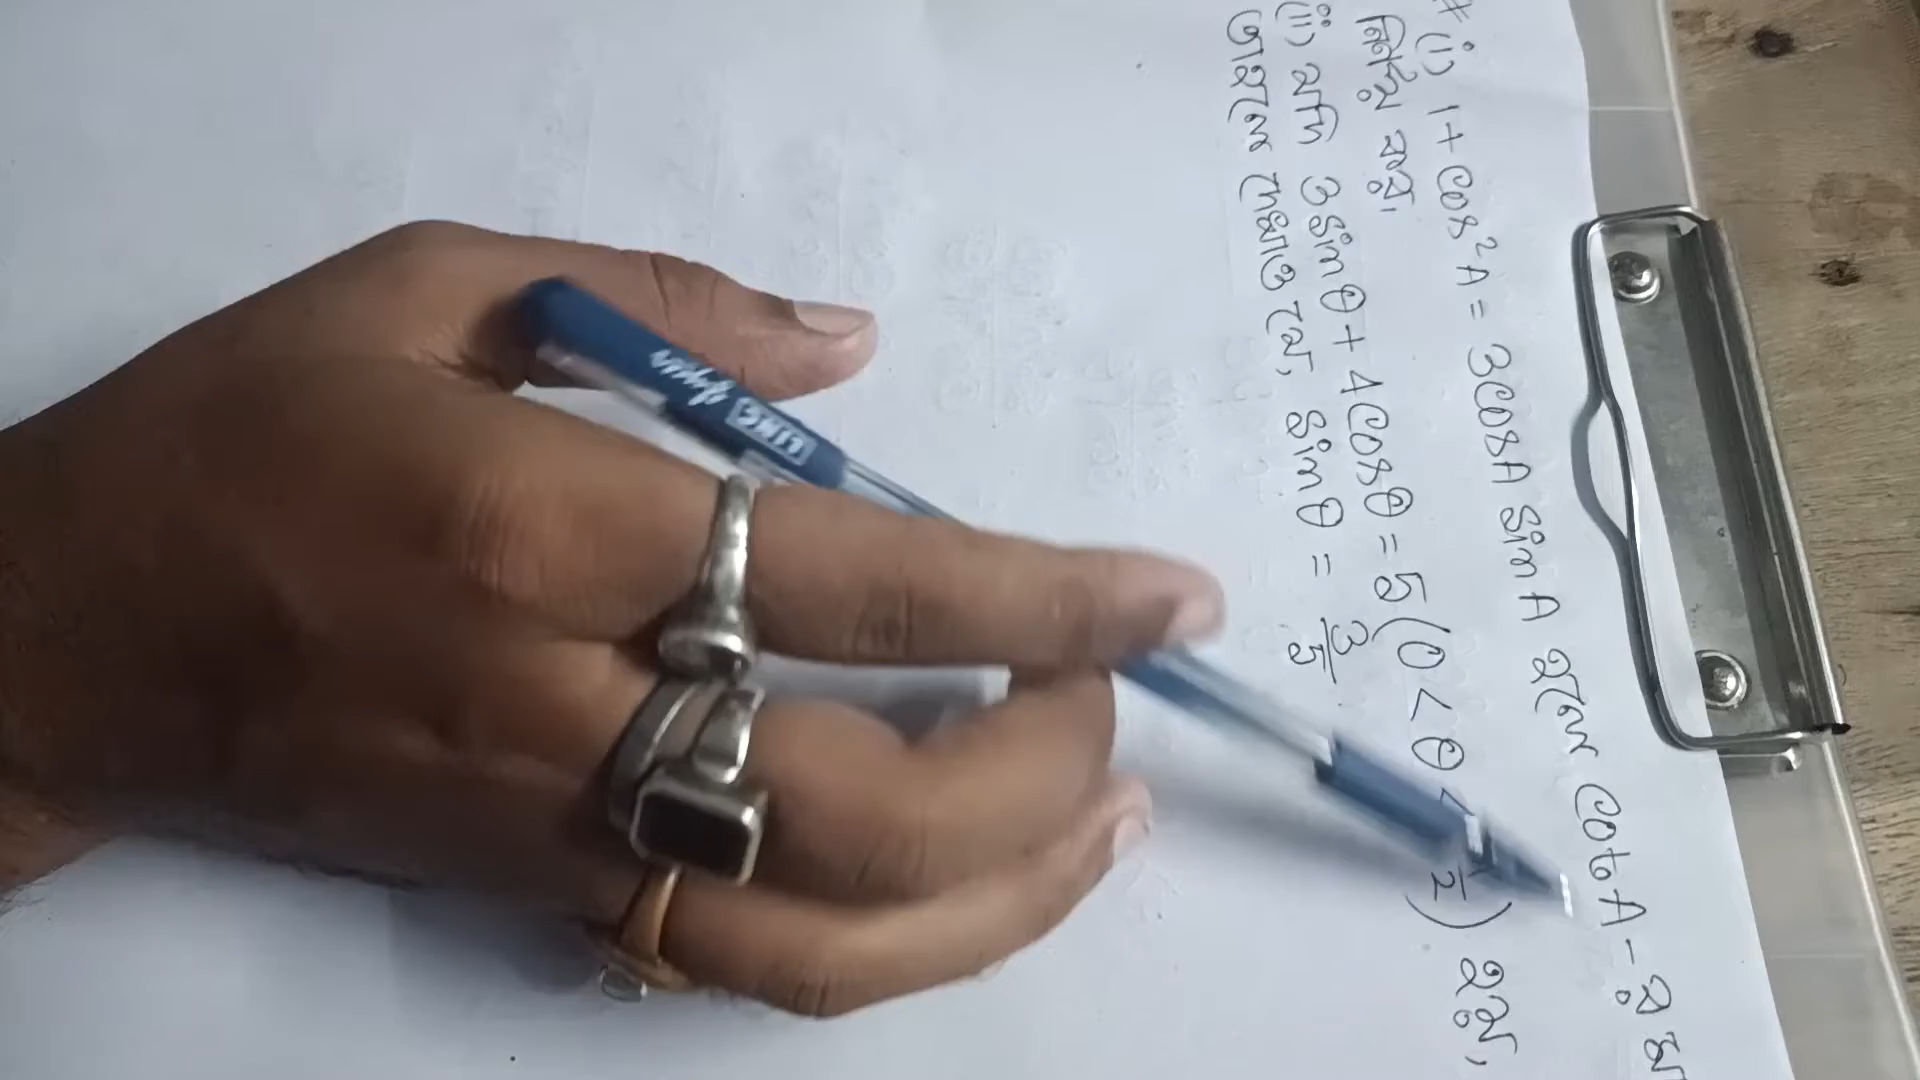 # (i) 1 + cos²A = 3cosA sinA হলে cotA-র
নির্ণয় কর।
(ii) যদি 3sinθ + 4cosθ = 5 (0 < θ < /2) হয়,
তাহলে দেখাও যে, sinθ = 3/5
LINC